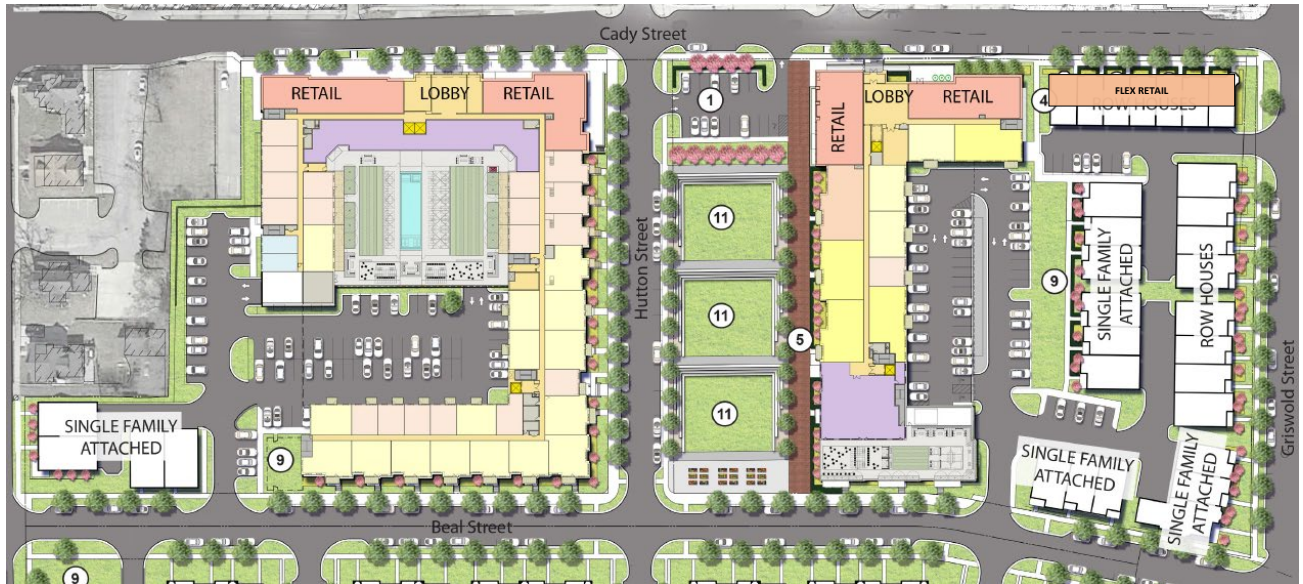 Cady Street
RETAIL
LOBBY
RETAIL
1
RETAIL
LOBBY
RETAIL
4
FLEX RETAIL
ROW HOUSES
11
11
11
Hutton Street
5
9
SINGLE FAMILY
ATTACHED
ROW HOUSES
Griswold Street
SINGLE FAMILY
ATTACHED
9
SINGLE FAMILY
ATTACHED
SINGLE FAMILY
ATTACHED
Beal Street
9